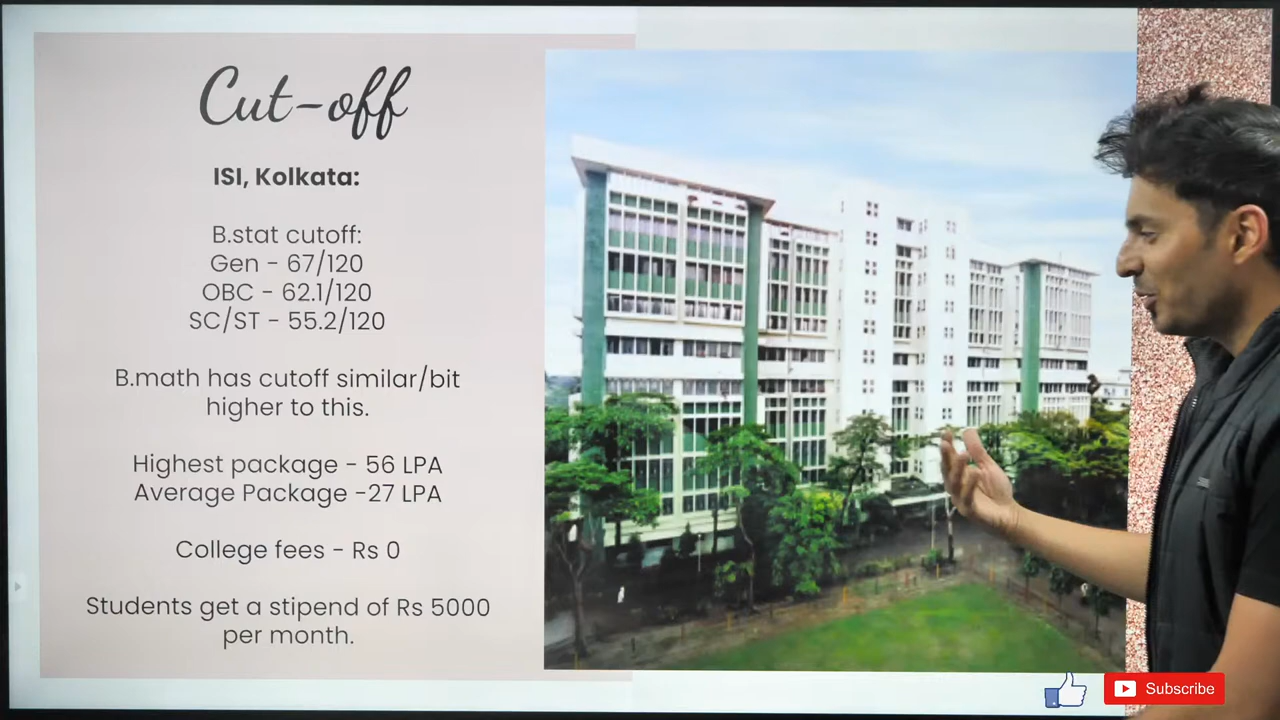 Cut-off
ISI, Kolkata:
B.stat cutoff:
Gen - 67/120
OBC - 62.1/120
SC/ST - 55.2/120
B.math has cutoff similar/bit
higher to this.
Highest package - 56 LPA
Average Package -27 LPA
College fees - Rs 0
Students get a stipend of Rs 5000
per month.
Subscribe